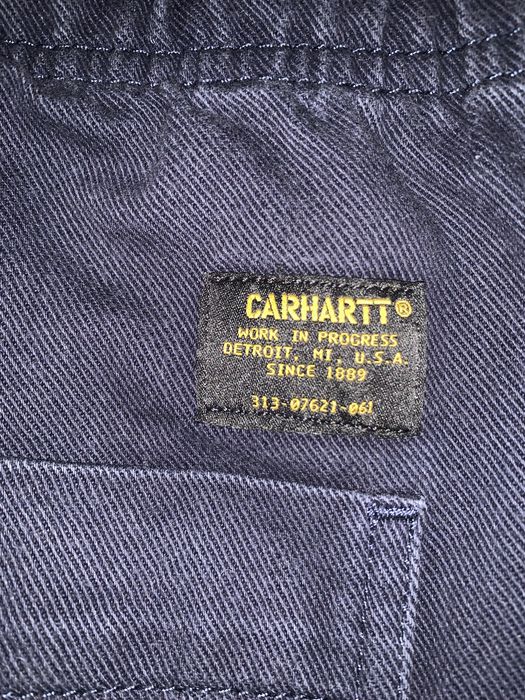 CARHARTT®
WORK IN PROGRESS
DETROIT, MI, U.S.A.
SINCE 1889
313-07621-061